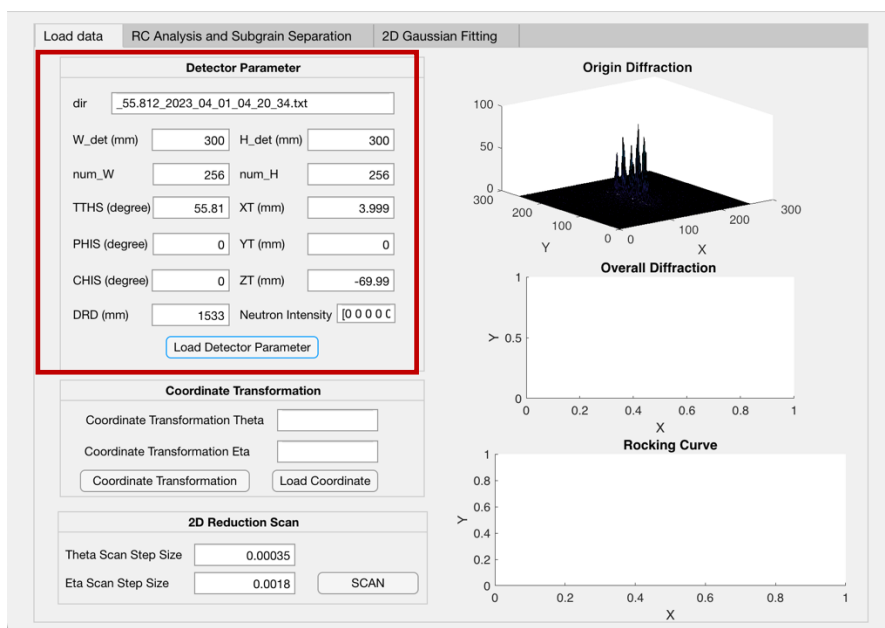 Load data RC Analysis and Subgrain Separation 2D Gaussian Fitting
Detector Parameter
dir _55.812_2023_04_01_04_20_34.txt
W_det (mm) 300 H_det (mm) 300
num_W 256 num_H 256
TTHS (degree) 55.81 XT (mm) 3.999
PHIS (degree) 0 YT (mm) 0
CHIS (degree) 0 ZT (mm) -69.99
DRD (mm) 1533 Neutron Intensity [0 0 0 0 0
Load Detector Parameter
Coordinate Transformation
Coordinate Transformation Theta
Coordinate Transformation Eta
Coordinate Transformation Load Coordinate
2D Reduction Scan
Theta Scan Step Size 0.00035
Eta Scan Step Size 0.0018 SCAN
Origin Diffraction
100
50
0
300
200
100
0
Y
0
100
200
300
X
Overall Diffraction
1
0.5
0
Y
0 0.2 0.4 0.6 0.8 1
X
Rocking Curve
1
0.8
0.6
0.4
0.2
0
Y
0 0.2 0.4 0.6 0.8 1
X